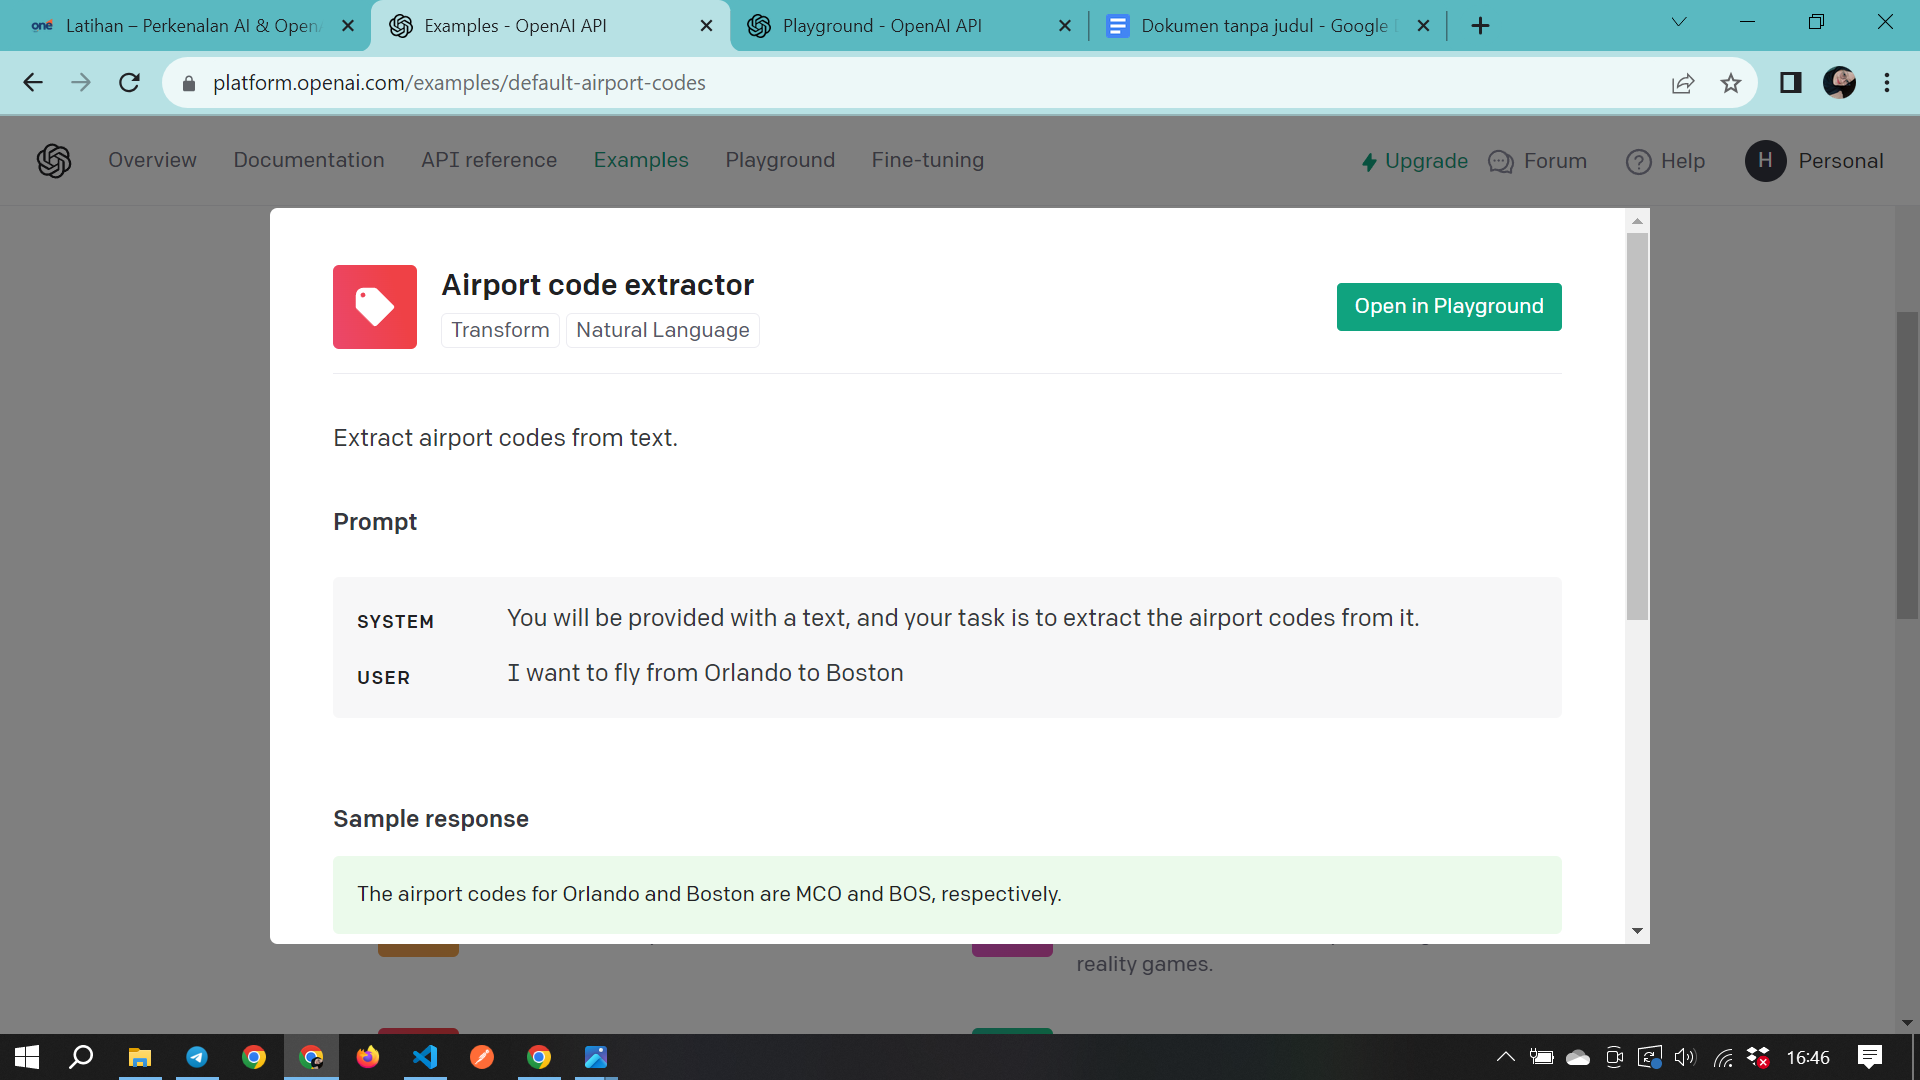 one Latihan – Perkenalan AI & Open
Examples - OpenAI API
Playground - OpenAI API
Dokumen tanpa judul - Google
platform.openai.com/examples/default-airport-codes
Overview
Documentation
API reference
Examples
Playground
Fine-tuning
Upgrade
Forum
Help
H Personal
Airport code extractor
Transform
Natural Language
Open in Playground
Extract airport codes from text.
Prompt
SYSTEM You will be provided with a text, and your task is to extract the airport codes from it.
USER I want to fly from Orlando to Boston
Sample response
The airport codes for Orlando and Boston are MCO and BOS, respectively.
reality games.
16:46